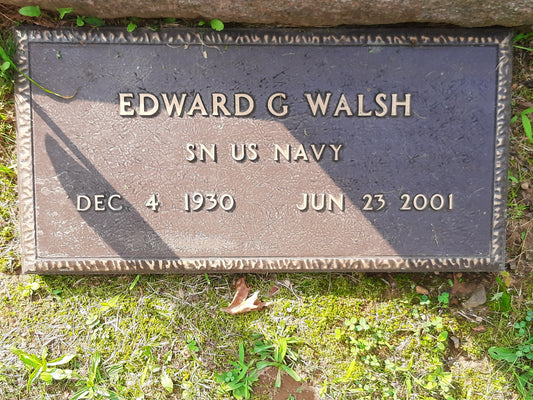 EDWARD G WALSH
SN US NAVY
DEC 4 1930 JUN 23 2001